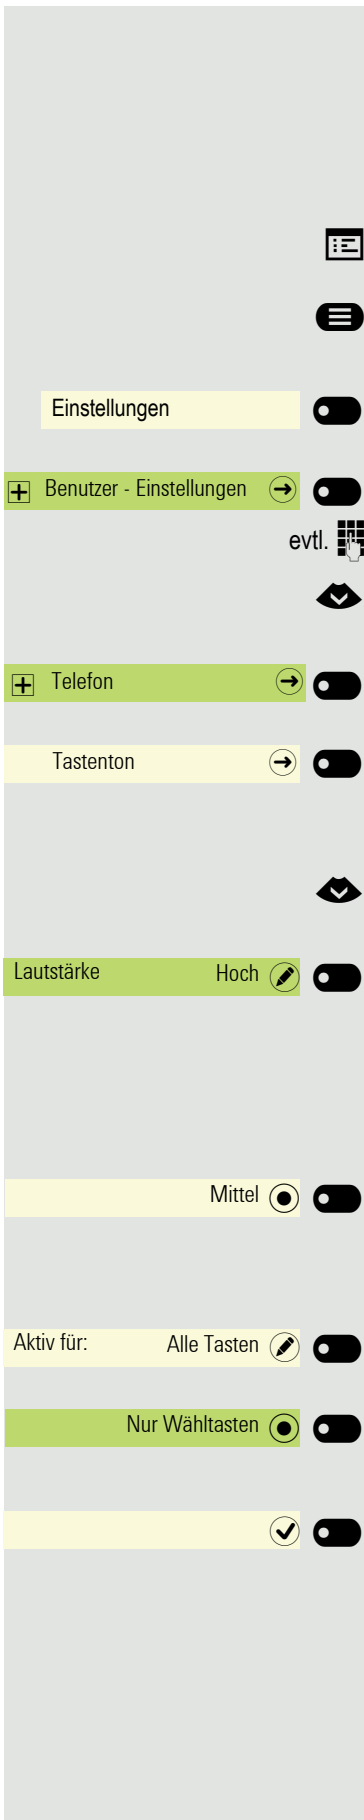 Einstellungen
Benutzer - Einstellungen
evtl.
Telefon
Tastenton
Lautstärke Hoch
Mittel
Aktiv für: Alle Tasten
Nur Wähltasten